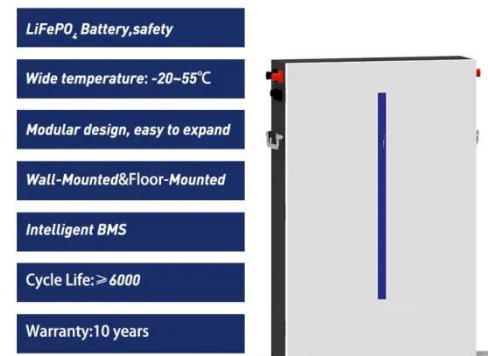 LiFePO₄ Battery,safety
Wide temperature: -20~55℃
Modular design, easy to expand
Wall-Mounted&Floor-Mounted
Intelligent BMS
Cycle Life:≥6000
Warranty:10 years